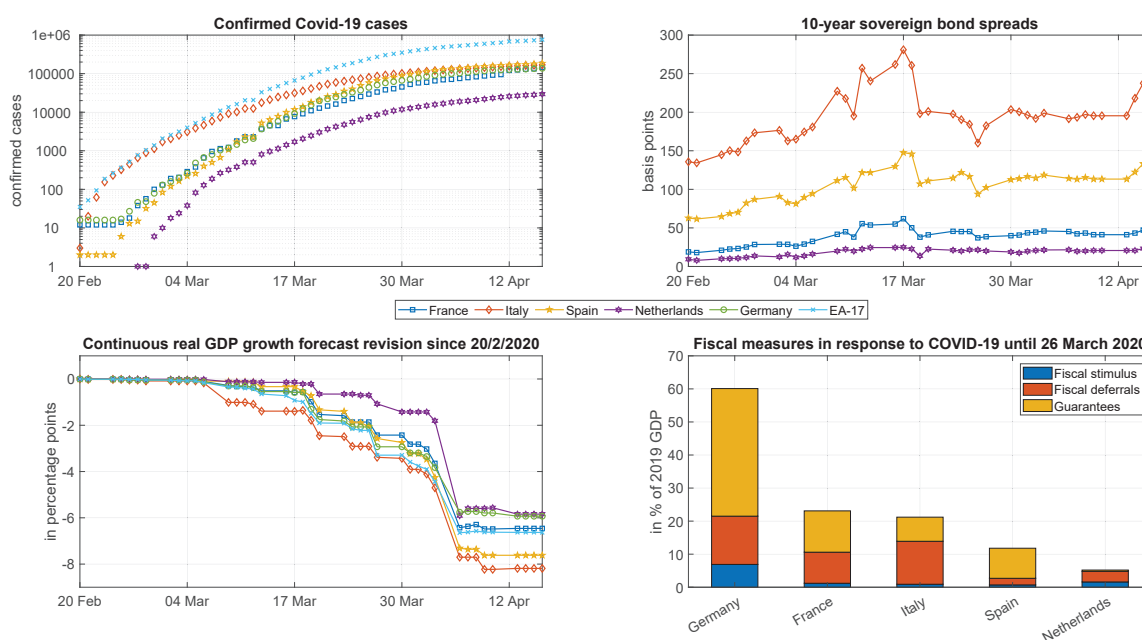 Confirmed Covid-19 cases
1e+06
100000
10000
1000
100
10
1
confirmed cases
20 Feb 04 Mar 17 Mar 30 Mar 12 Apr
10-year sovereign bond spreads
300
250
200
150
100
50
0
basis points
20 Feb 04 Mar 17 Mar 30 Mar 12 Apr
France Italy Spain Netherlands Germany EA-17
Continuous real GDP growth forecast revision since 20/2/2020
0
-2
-4
-6
-8
in percentage points
20 Feb 04 Mar 17 Mar 30 Mar 12 Apr
Fiscal measures in response to COVID-19 until 26 March 2020
70
60
50
40
30
20
10
0
in % of 2019 GDP
Fiscal stimulus
Fiscal deferrals
Guarantees
Germany France Italy Spain Netherlands